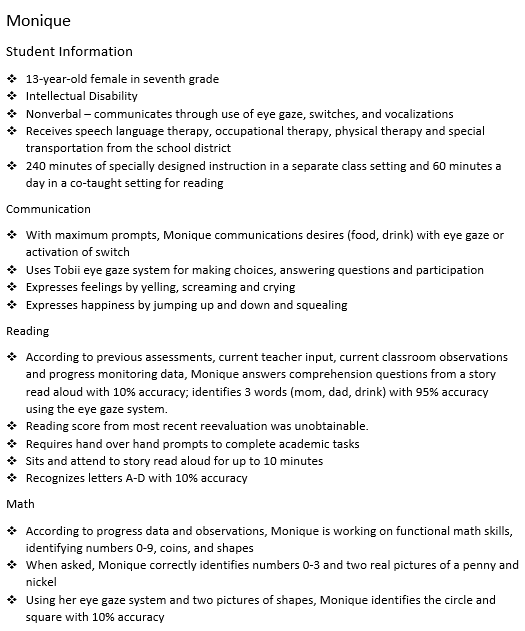 Monique
Student Information
❖ 13-year-old female in seventh grade
❖ Intellectual Disability
❖ Nonverbal – communicates through use of eye gaze, switches, and vocalizations
❖ Receives speech language therapy, occupational therapy, physical therapy and special
transportation from the school district
❖ 240 minutes of specially designed instruction in a separate class setting and 60 minutes a
day in a co-taught setting for reading
Communication
❖ With maximum prompts, Monique communications desires (food, drink) with eye gaze or
activation of switch
❖ Uses Tobii eye gaze system for making choices, answering questions and participation
❖ Expresses feelings by yelling, screaming and crying
❖ Expresses happiness by jumping up and down and squealing
Reading
❖ According to previous assessments, current teacher input, current classroom observations
and progress monitoring data, Monique answers comprehension questions from a story
read aloud with 10% accuracy; identifies 3 words (mom, dad, drink) with 95% accuracy
using the eye gaze system.
❖ Reading score from most recent reevaluation was unobtainable.
❖ Requires hand over hand prompts to complete academic tasks
❖ Sits and attend to story read aloud for up to 10 minutes
❖ Recognizes letters A-D with 10% accuracy
Math
❖ According to progress data and observations, Monique is working on functional math skills,
identifying numbers 0-9, coins, and shapes
❖ When asked, Monique correctly identifies numbers 0-3 and two real pictures of a penny and
nickel
❖ Using her eye gaze system and two pictures of shapes, Monique identifies the circle and
square with 10% accuracy